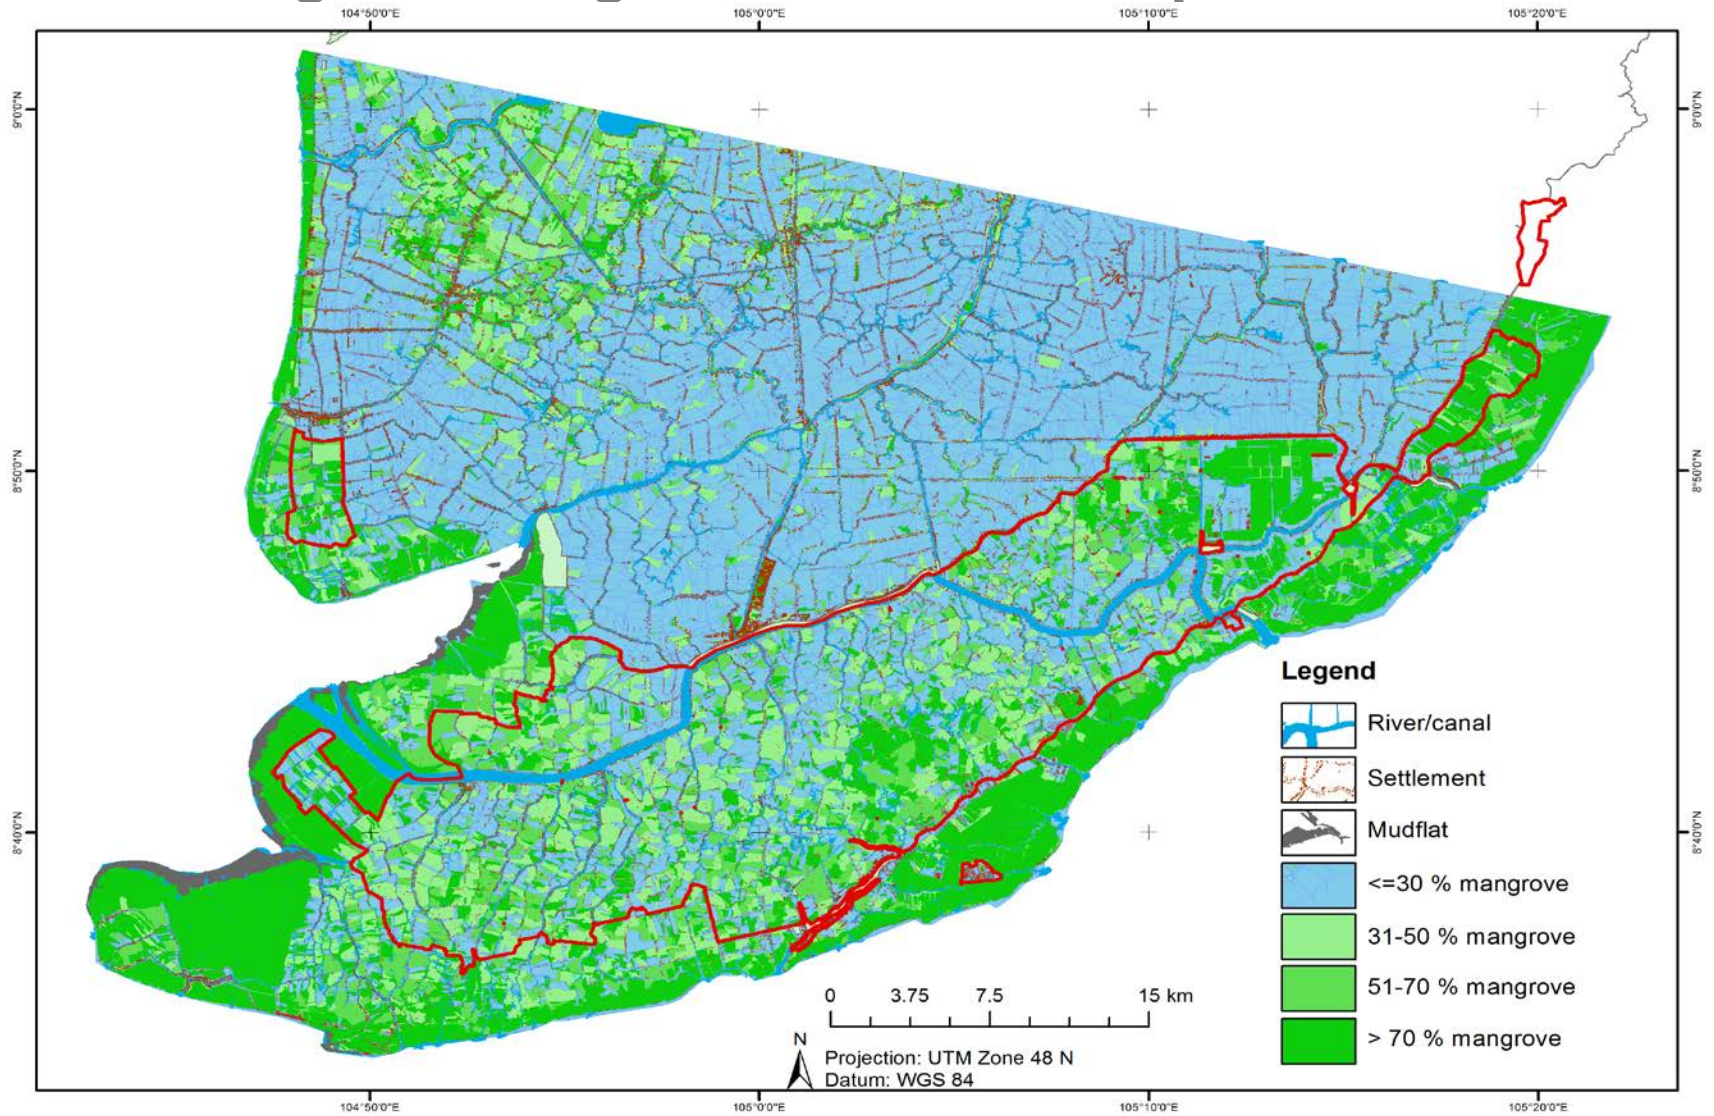 104°50'0"E 105°0'0"E 105°10'0"E 105°20'0"E
9°0'0"N 9°0'0"N
8°50'0"N 8°50'0"N
8°40'0"N 8°40'0"N
Legend
River/canal
Settlement
Mudflat
<=30 % mangrove
31-50 % mangrove
51-70 % mangrove
> 70 % mangrove
0 3.75 7.5 15 km
N
Projection: UTM Zone 48 N
Datum: WGS 84
104°50'0"E 105°0'0"E 105°10'0"E 105°20'0"E